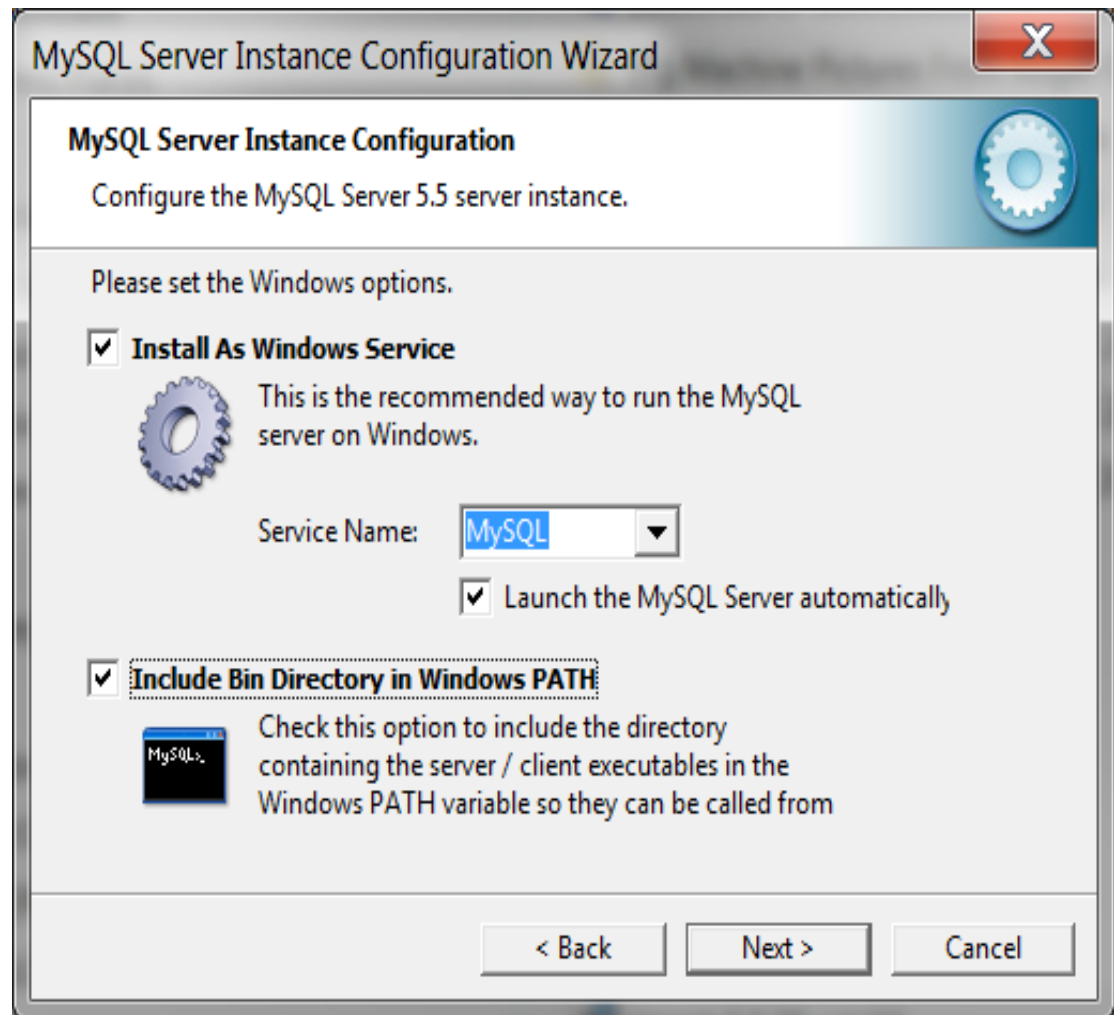 MySQL Server Instance Configuration Wizard
X
MySQL Server Instance Configuration
Configure the MySQL Server 5.5 server instance.
Please set the Windows options.
Install As Windows Service
This is the recommended way to run the MySQL
server on Windows.
Service Name: MySQL
Launch the MySQL Server automatically
Include Bin Directory in Windows PATH
MySQL>_
Check this option to include the directory
containing the server / client executables in the
Windows PATH variable so they can be called from
< Back Next > Cancel